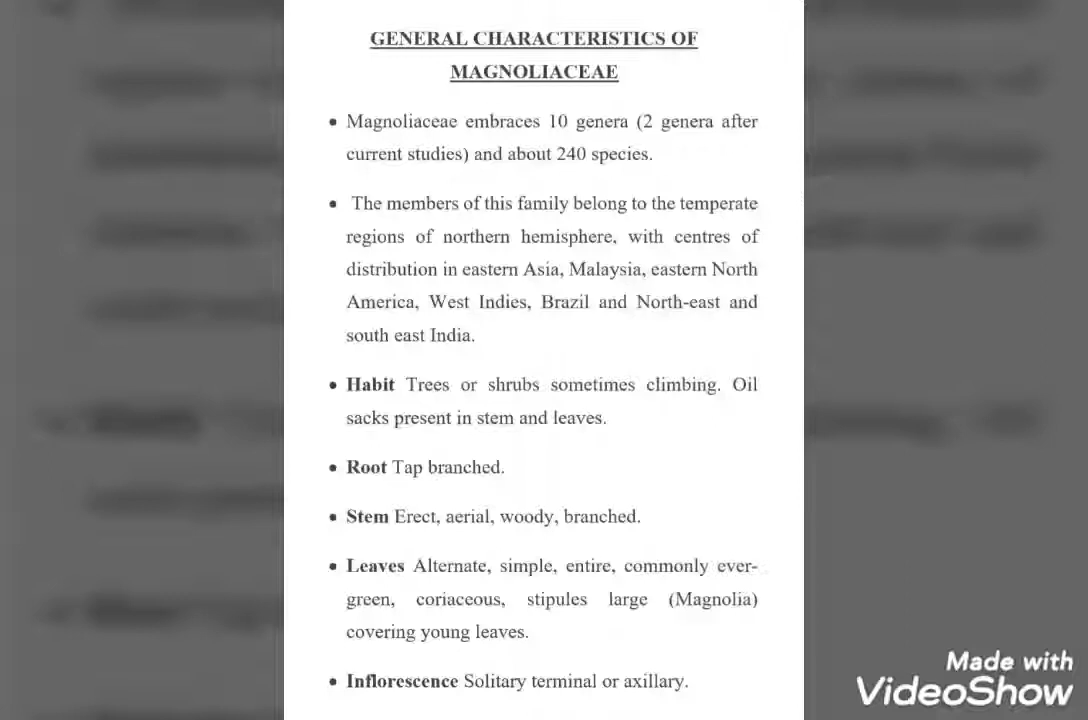 GENERAL CHARACTERISTICS OF
MAGNOLIACEAE
• Magnoliaceae embraces 10 genera (2 genera after
current studies) and about 240 species.
• The members of this family belong to the temperate
regions of northern hemisphere, with centres of
distribution in eastern Asia, Malaysia, eastern North
America, West Indies, Brazil and North-east and
south east India.
• Habit Trees or shrubs sometimes climbing. Oil
sacks present in stem and leaves.
• Root Tap branched.
• Stem Erect, aerial, woody, branched.
• Leaves Alternate, simple, entire, commonly ever-
green, coriaceous, stipules large (Magnolia)
covering young leaves.
• Inflorescence Solitary terminal or axillary.
Made with
VideoShow